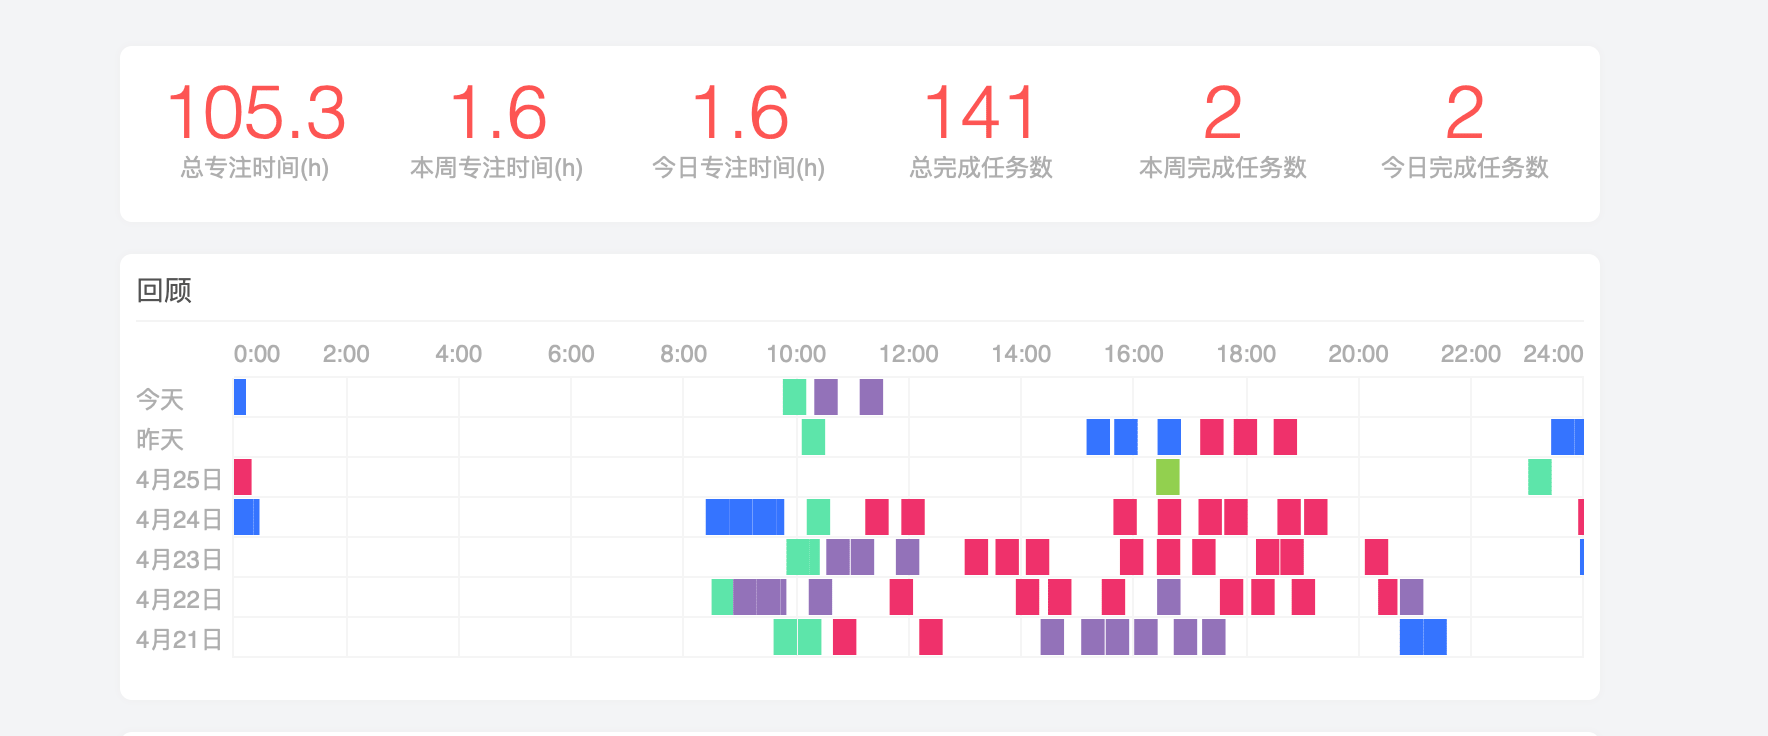 105.3 1.6 1.6 141 2 2
总专注时间(h) 本周专注时间(h) 今日专注时间(h) 总完成任务数 本周完成任务数 今日完成任务数
回顾
0:00 2:00 4:00 6:00 8:00 10:00 12:00 14:00 16:00 18:00 20:00 22:00 24:00
今天
昨天
4月25日
4月24日
4月23日
4月22日
4月21日